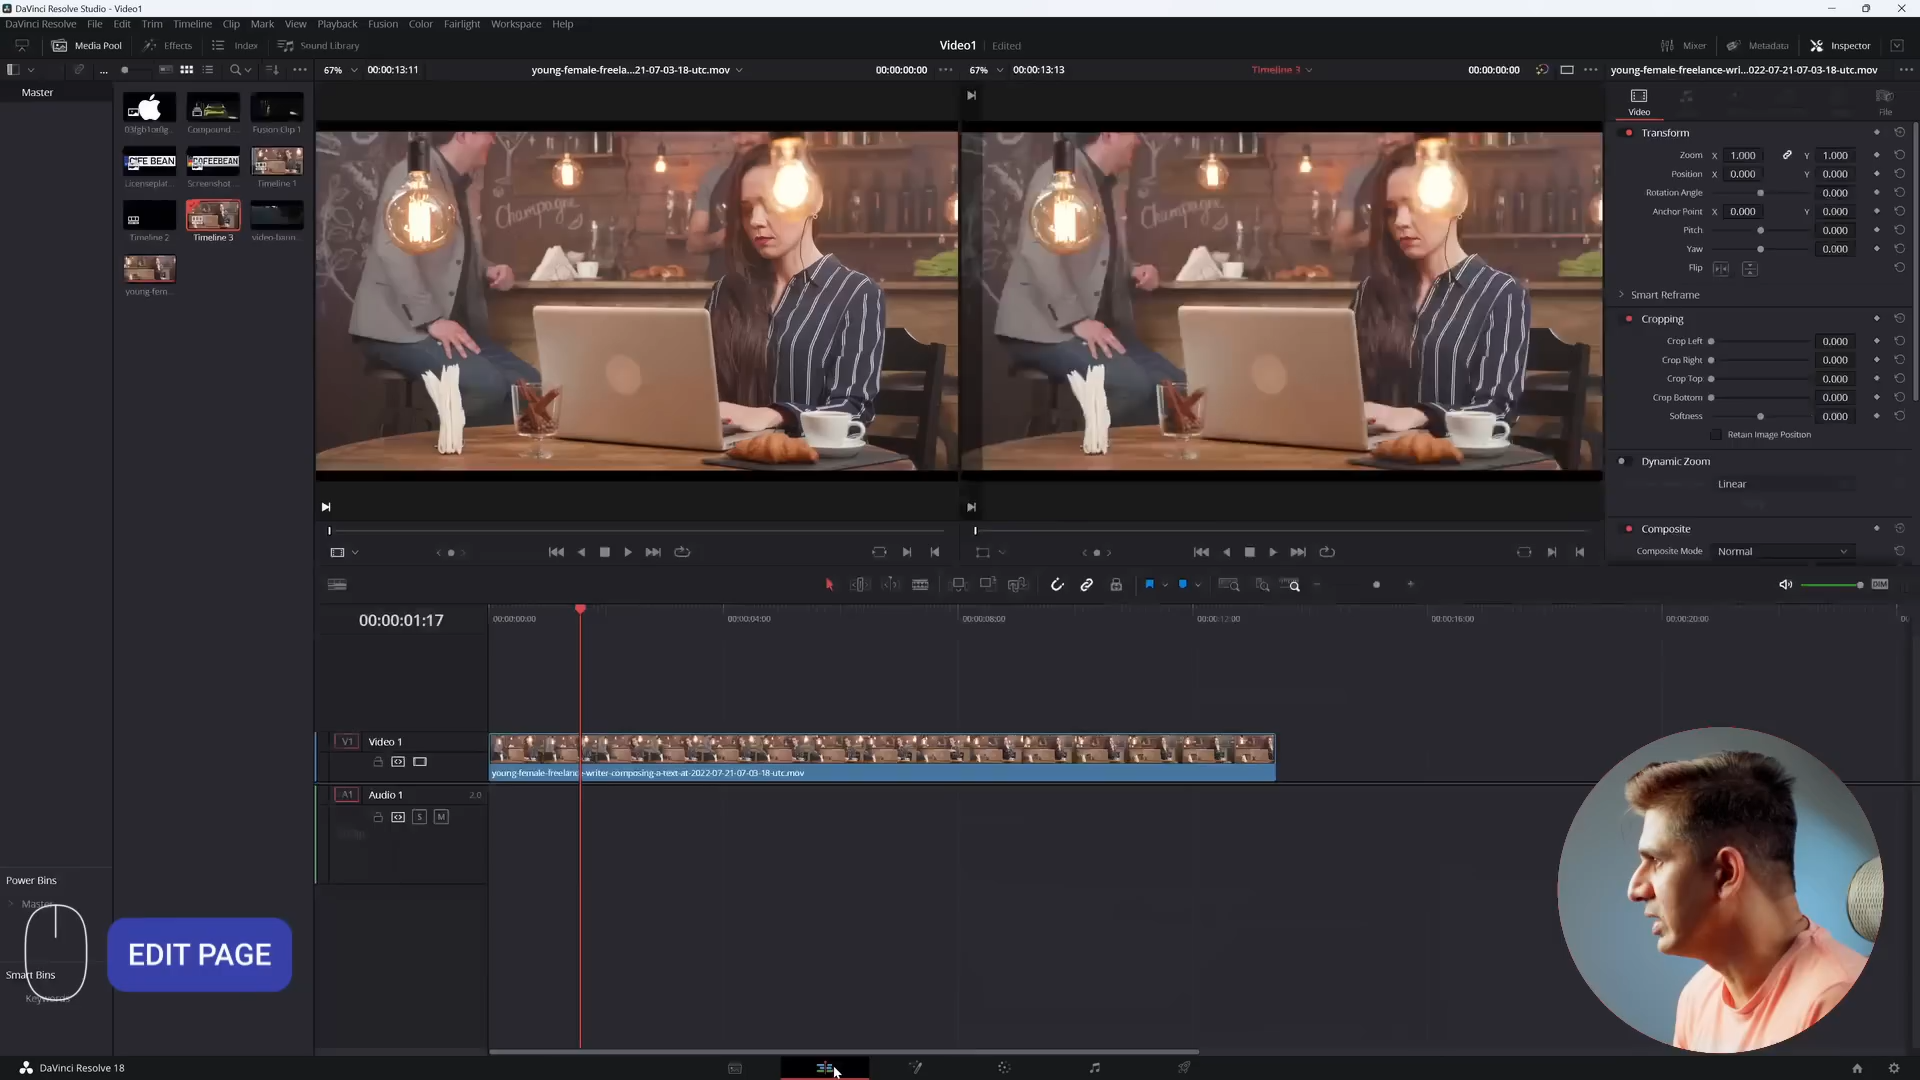 DaVinci Resolve Studio - Video1
DaVinci Resolve File Edit Trim Timeline Clip Mark View Playback Fusion Color Fairlight Workspace Help
Media Pool Effects Index Sound Library Video1 Edited Mixer Metadata Inspector
67% 00:00:13:11 young-female-freela...21-07-03-18-utc.mov 00:00:00:00 67% 00:00:13:13 Timeline 3 00:00:00:00 young-female-freelance-wri...022-07-21-07-03-18-utc.mov
Master
Video File
Compound ... Fusion Clip 1
Transform
Zoom X 1.000 Y 1.000
Position X 0.000 Y 0.000
Licenseplat... Screenshot ... Timeline 1
Rotation Angle 0.000
Anchor Point X 0.000 Y 0.000
Pitch 0.000
Timeline 2 Timeline 3
Yaw 0.000
Flip
young-fem...
Smart Reframe
Cropping
Crop Left 0.000
Crop Right 0.000
Crop Top 0.000
Crop Bottom 0.000
Softness 0.000
Retain Image Position
Dynamic Zoom
Linear
Composite
Composite Mode Normal
Champagne
Champagne
DIM
00:00:01:17 00:00:00:00 00:00:04:00 00:00:08:00 00:00:12:00 00:00:16:00 00:00:20:00
V1 Video 1
young-female-freelance-writer-composing-a-text-at-2022-07-21-07-03-18-utc.mov
A1 Audio 1 2.0
S M
Power Bins
EDIT PAGE
Smart Bins
Keywords
DaVinci Resolve 18